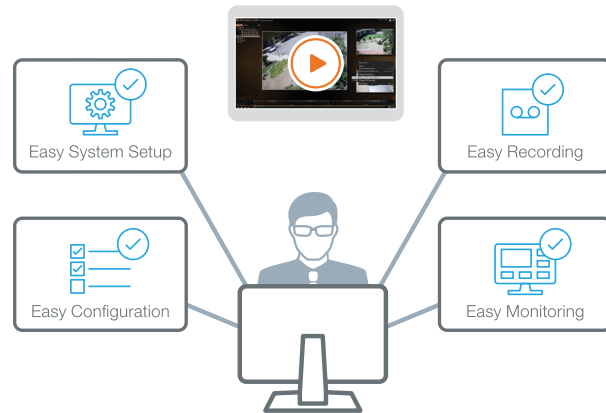 Easy System Setup
Easy Recording
Easy Configuration
Easy Monitoring